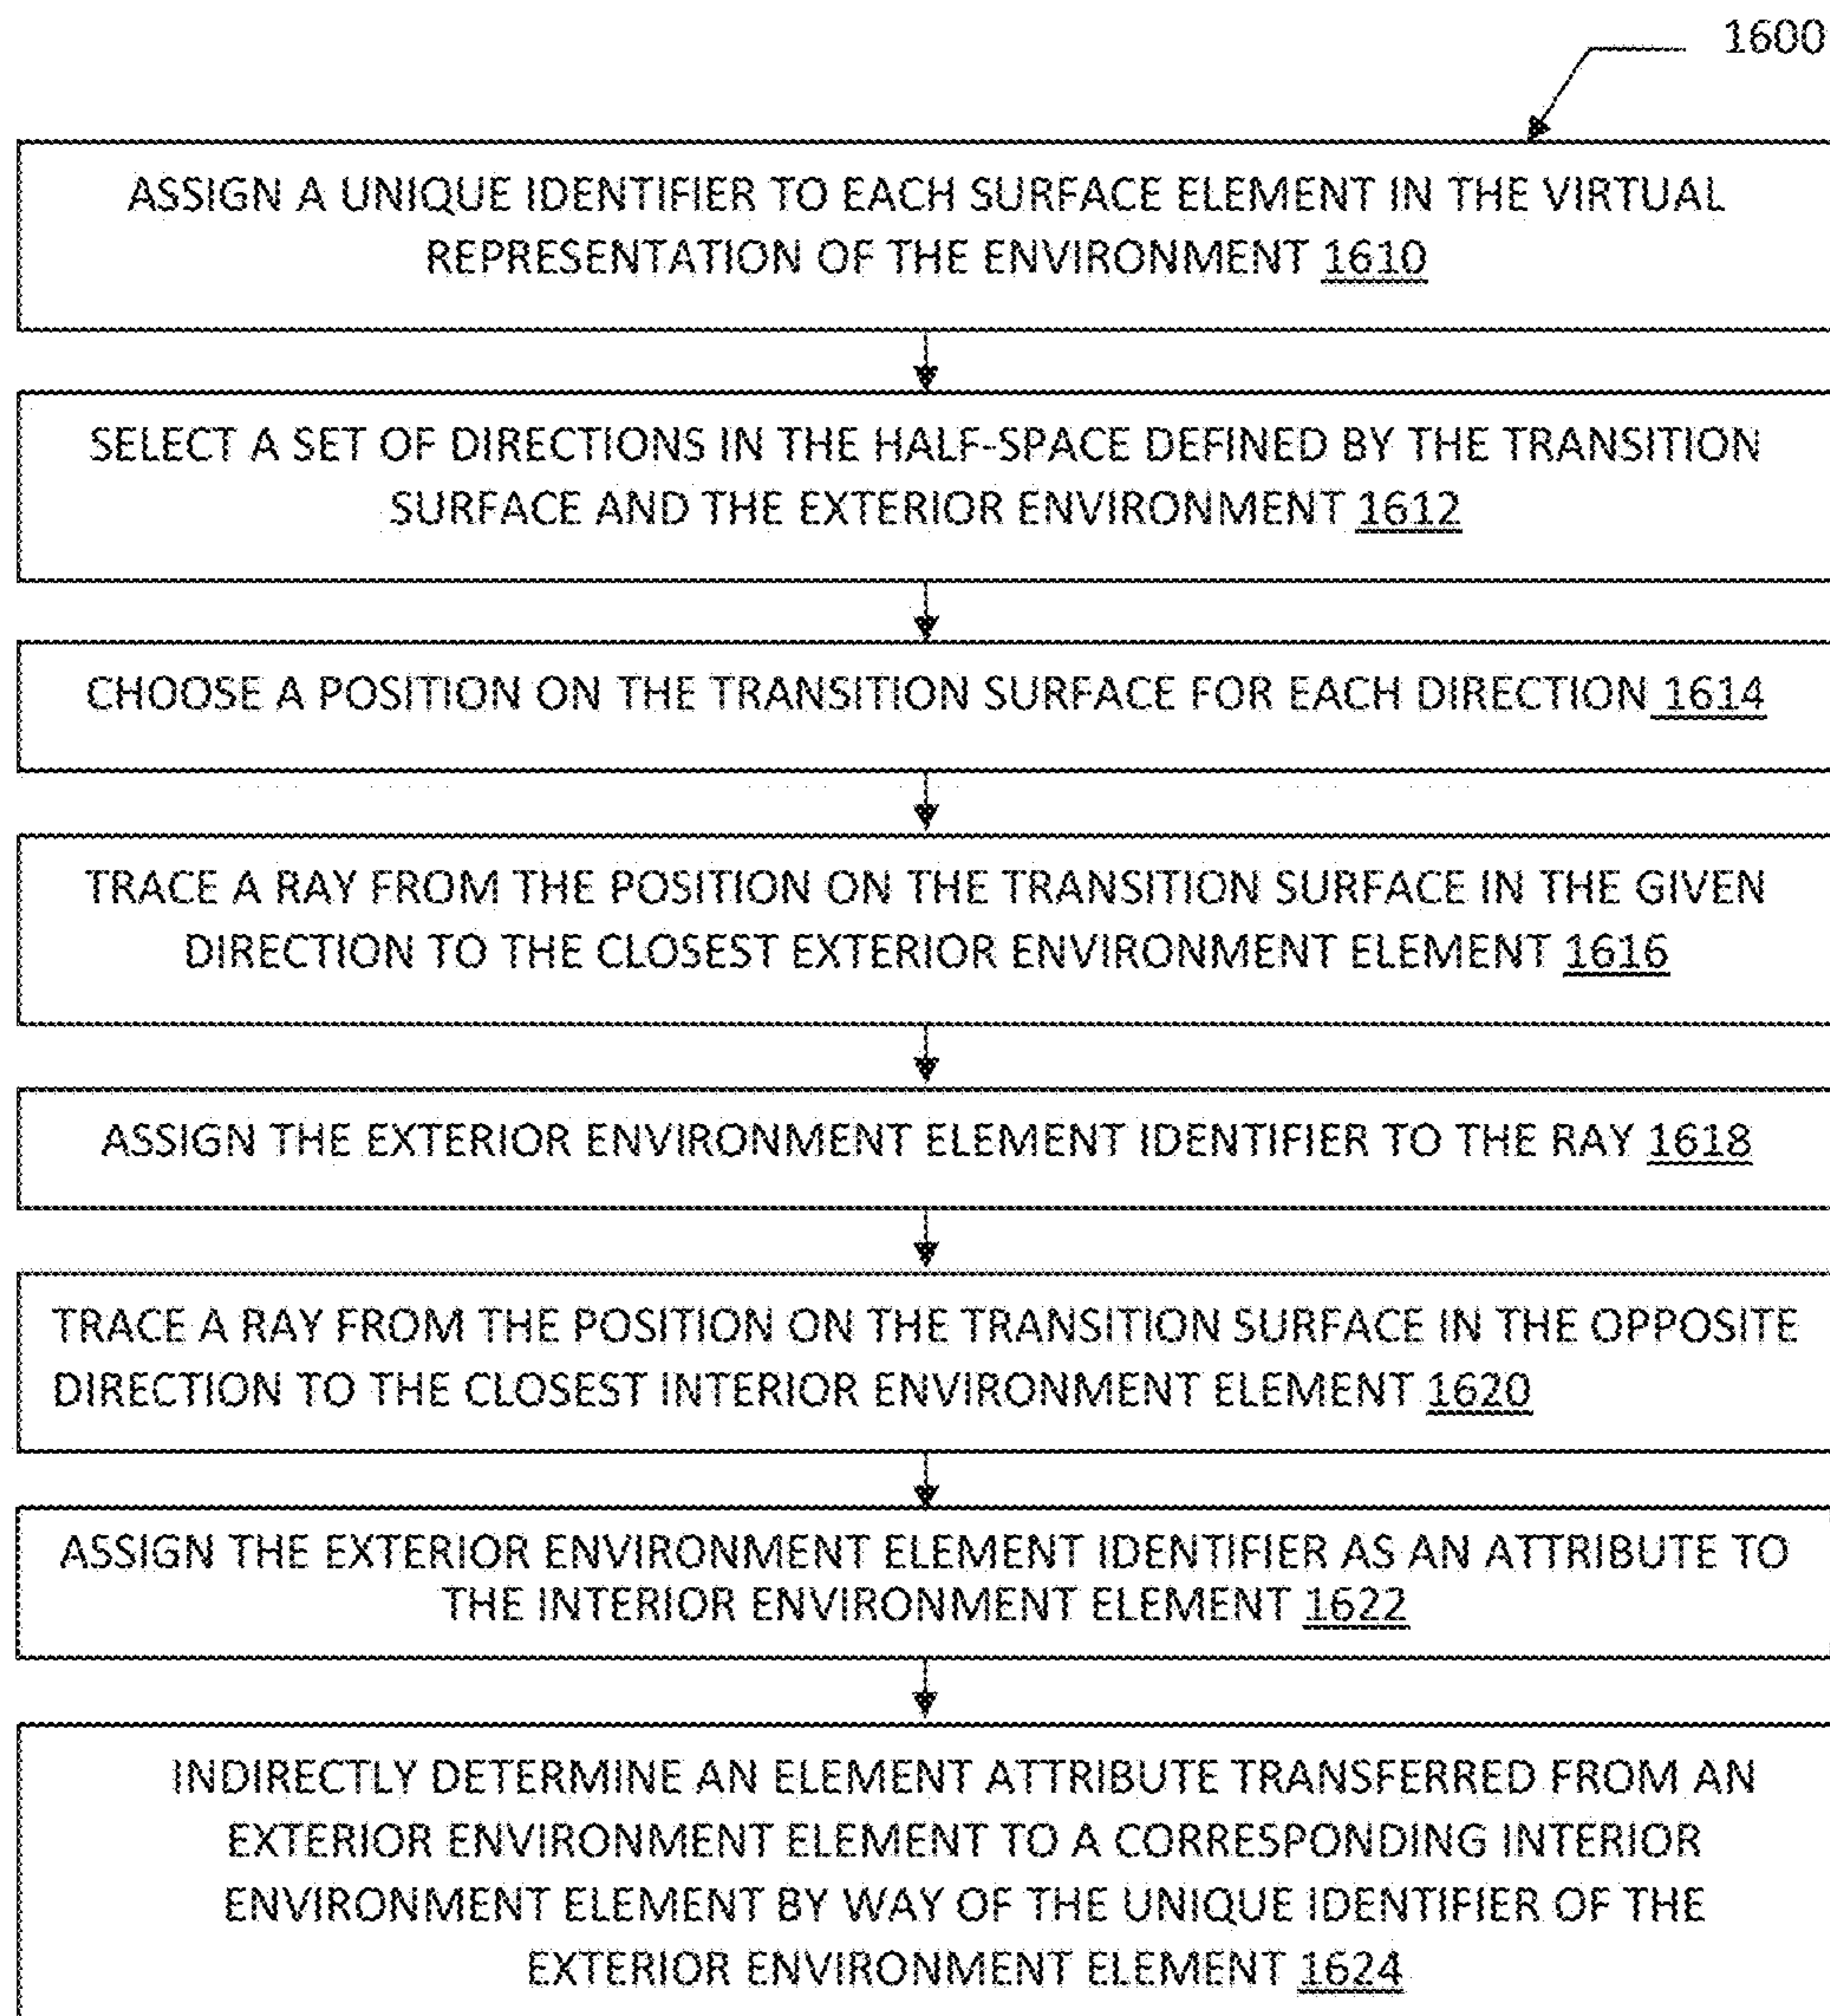 1600
ASSIGN A UNIQUE IDENTIFIER TO EACH SURFACE ELEMENT IN THE VIRTUAL
REPRESENTATION OF THE ENVIRONMENT 1610
SELECT A SET OF DIRECTIONS IN THE HALF-SPACE DEFINED BY THE TRANSITION
SURFACE AND THE EXTERIOR ENVIRONMENT 1612
CHOOSE A POSITION ON THE TRANSITION SURFACE FOR EACH DIRECTION 1614
TRACE A RAY FROM THE POSITION ON THE TRANSITION SURFACE IN THE GIVEN
DIRECTION TO THE CLOSEST EXTERIOR ENVIRONMENT ELEMENT 1616
ASSIGN THE EXTERIOR ENVIRONMENT ELEMENT IDENTIFIER TO THE RAY 1618
TRACE A RAY FROM THE POSITION ON THE TRANSITION SURFACE IN THE OPPOSITE
DIRECTION TO THE CLOSEST INTERIOR ENVIRONMENT ELEMENT 1620
ASSIGN THE EXTERIOR ENVIRONMENT ELEMENT IDENTIFIER AS AN ATTRIBUTE TO
THE INTERIOR ENVIRONMENT ELEMENT 1622
INDIRECTLY DETERMINE AN ELEMENT ATTRIBUTE TRANSFERRED FROM AN
EXTERIOR ENVIRONMENT ELEMENT TO A CORRESPONDING INTERIOR
ENVIRONMENT ELEMENT BY WAY OF THE UNIQUE IDENTIFIER OF THE
EXTERIOR ENVIRONMENT ELEMENT 1624